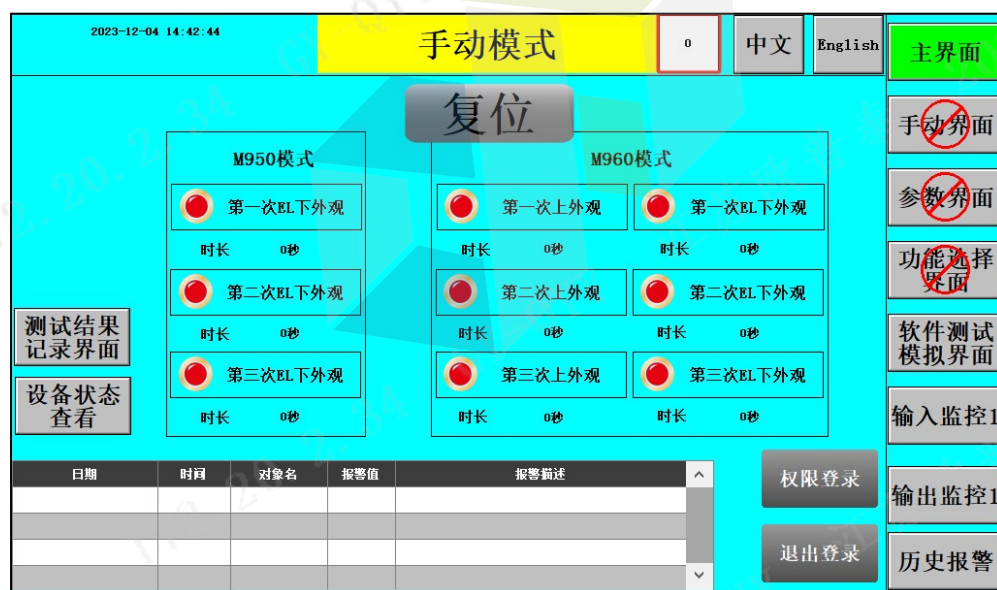 2023-12-04 14:42:44
手动模式
0
中文
English
主界面
复位
手动界面
参数界面
功能选择
界面
软件测试
模拟界面
输入监控1
输出监控1
历史报警
M950模式
第一次EL下外观
时长 0秒
第二次EL下外观
时长 0秒
第三次EL下外观
时长 0秒
M960模式
第一次上外观
第一次EL下外观
时长 0秒
时长 0秒
第二次上外观
第二次EL下外观
时长 0秒
时长 0秒
第三次上外观
第三次EL下外观
时长 0秒
时长 0秒
测试结果
记录界面
设备状态
查看
日期 时间 对象名 报警值 报警描述
权限登录
退出登录